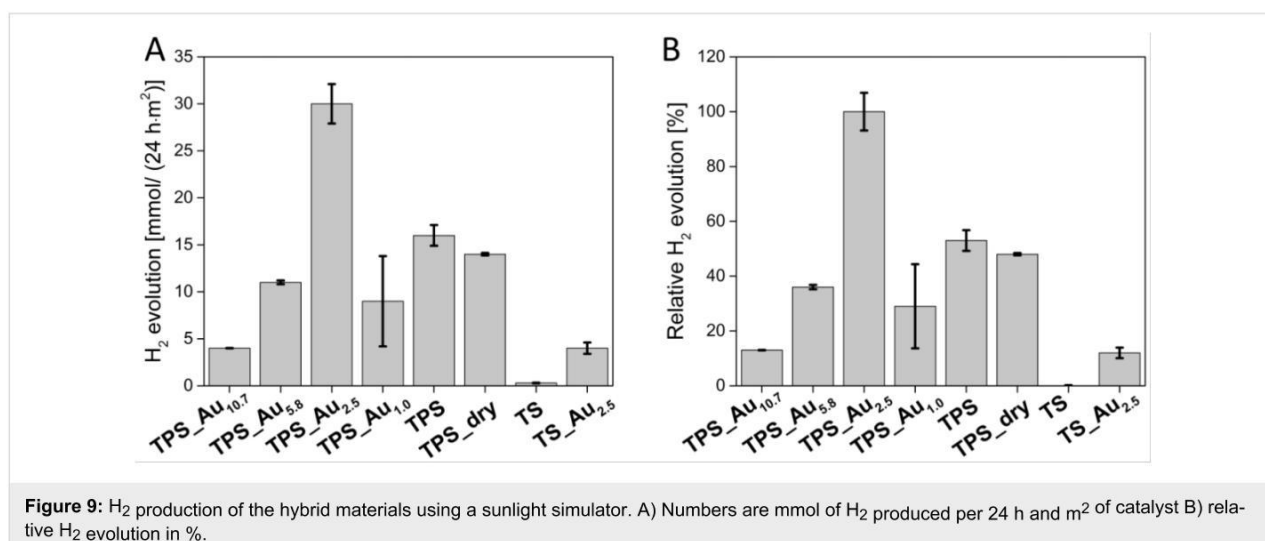 A
H₂ evolution [mmol/ (24 h·m²)]
35
30
25
20
15
10
5
0
TPS_Au₁₀.₇
TPS_Au₅.₈
TPS_Au₂.₅
TPS_Au₁.₀
TPS
TPS_dry
TS
TS_Au₂.₅
B
Relative H₂ evolution [%]
120
100
80
60
40
20
0
TPS_Au₁₀.₇
TPS_Au₅.₈
TPS_Au₂.₅
TPS_Au₁.₀
TPS
TPS_dry
TS
TS_Au₂.₅
Figure 9: H₂ production of the hybrid materials using a sunlight simulator. A) Numbers are mmol of H₂ produced per 24 h and m² of catalyst B) rela-
tive H₂ evolution in %.